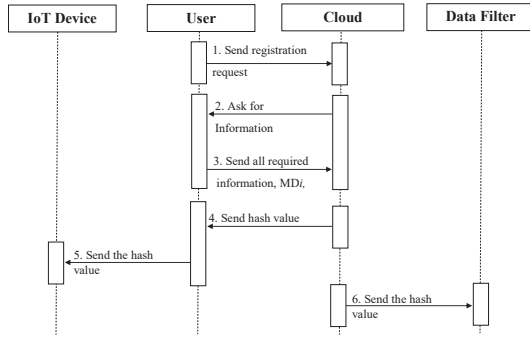 IoT Device
User
Cloud
Data Filter
1. Send registration
request
2. Ask for
Information
3. Send all required
information, MDi,
4. Send hash value
5. Send the hash
value
6. Send the hash
value